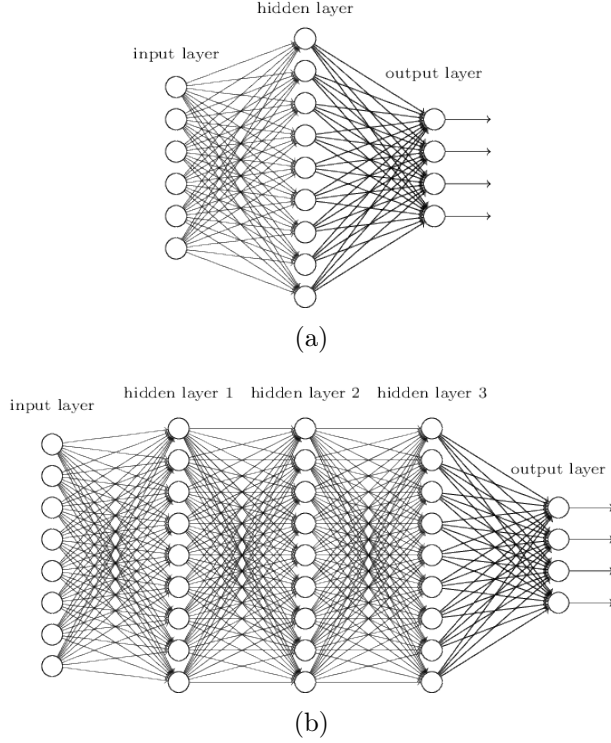 hidden layer
input layer
output layer
(a)
hidden layer 1 hidden layer 2 hidden layer 3
input layer
output layer
(b)